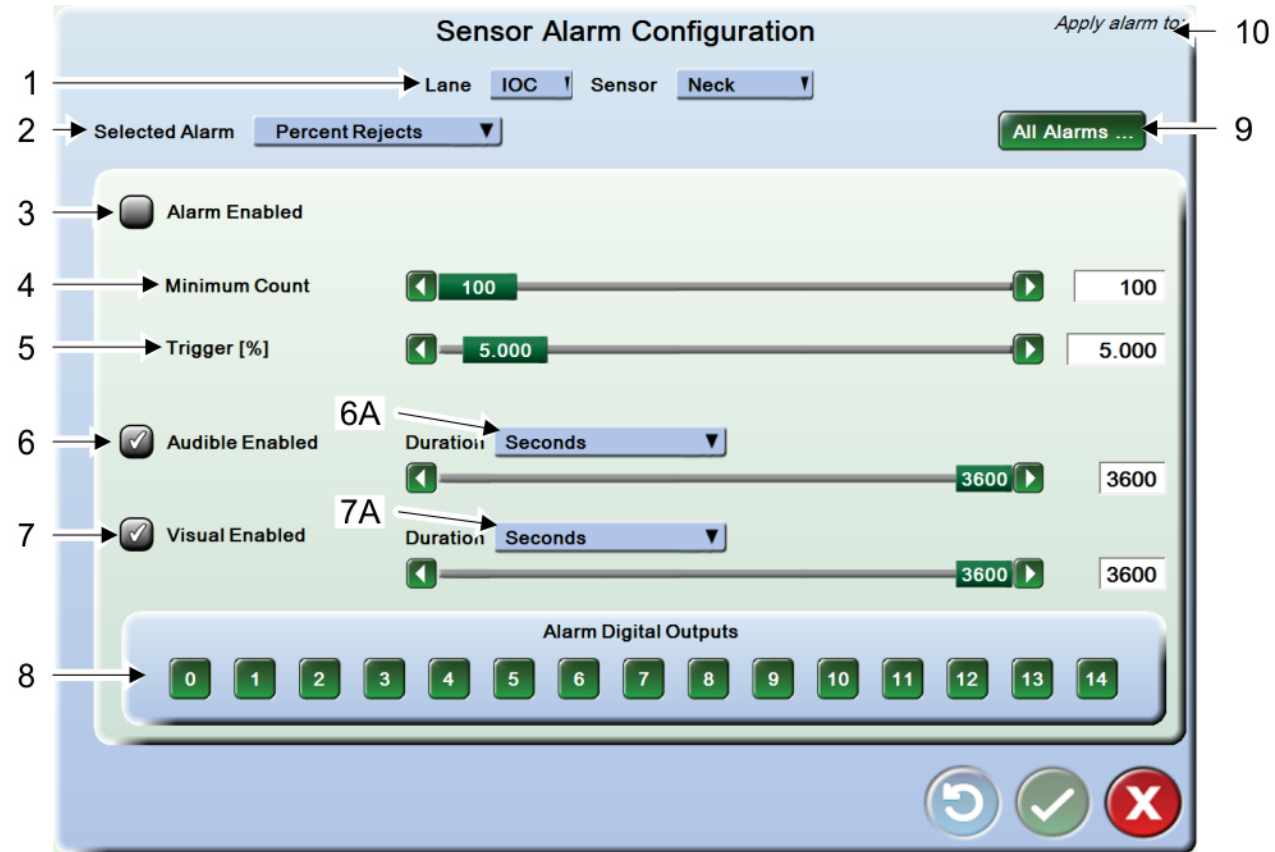 Sensor Alarm Configuration
Apply alarm to:
10
1
Lane IOC Sensor Neck
2
Selected Alarm Percent Rejects
All Alarms ...
9
3
Alarm Enabled
4
Minimum Count 100 100
5
Trigger [%] 5.000 5.000
6A
6
Audible Enabled Duration Seconds
3600 3600
7A
7
Visual Enabled Duration Seconds
3600 3600
Alarm Digital Outputs
8
0 1 2 3 4 5 6 7 8 9 10 11 12 13 14